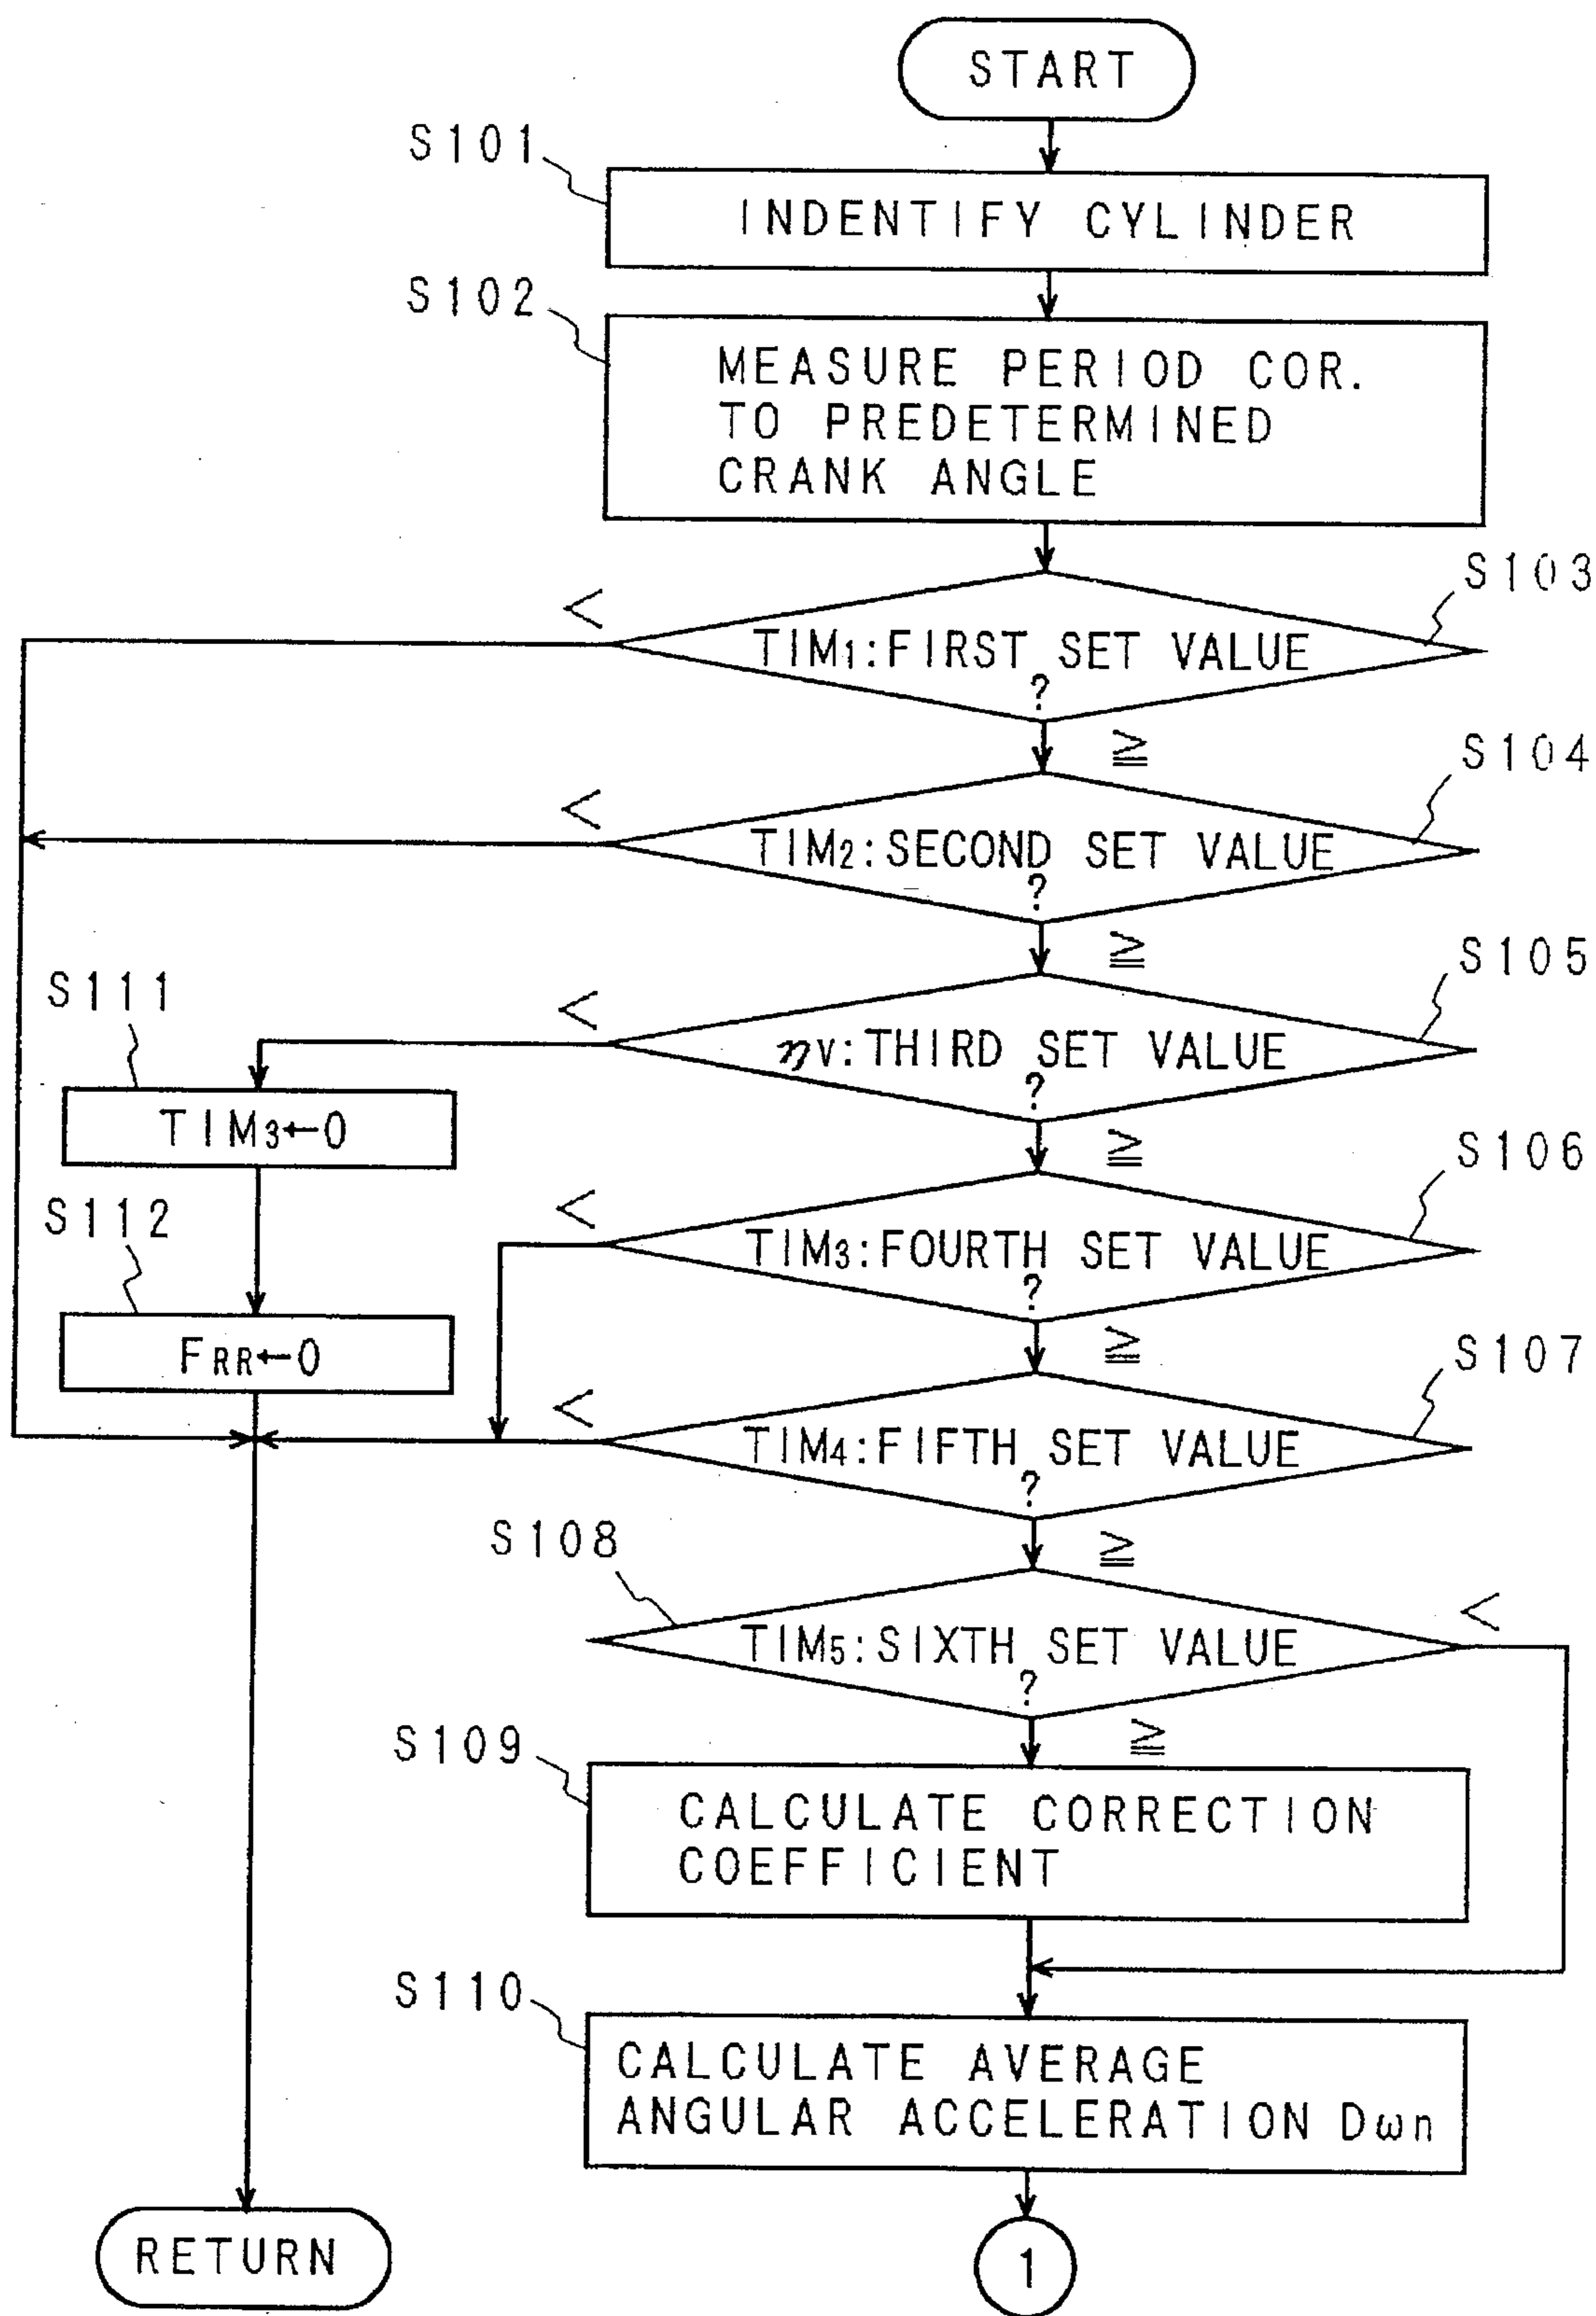 START
S101
INDENTIFY CYLINDER
S102
MEASURE PERIOD COR.
TO PREDETERMINED
CRANK ANGLE
S103
<
TIM1:FIRST SET VALUE
?
≧
S104
<
TIM2:SECOND SET VALUE
?
≧
S105
<
V:THIRD SET VALUE
?
≧
S111
TIM3←0
S106
<
TIM3:FOURTH SET VALUE
?
≧
S112
FRR←0
S107
<
TIM4:FIFTH SET VALUE
?
≧
S108
<
TIM5:SIXTH SET VALUE
?
≧
S109
CALCULATE CORRECTION
COEFFICIENT
S110
CALCULATE AVERAGE
ANGULAR ACCELERATION Dωn
RETURN
1